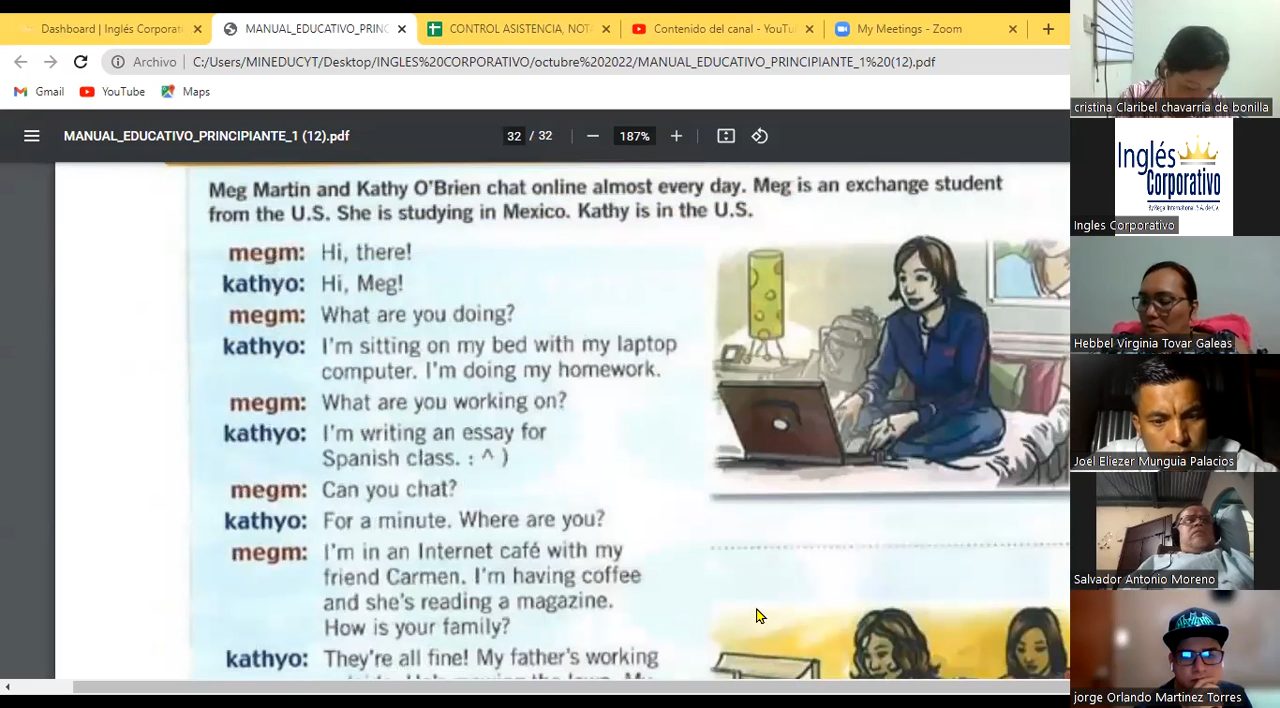 Dashboard | Inglés Corporat
MANUAL_EDUCATIVO_PRINC
CONTROL ASISTENCIA, NOT
Contenido del canal - YouTu
My Meetings - Zoom
Archivo
C:/Users/MINEDUCYT/Desktop/INGLES%20CORPORATIVO/octubre%202022/MANUAL_EDUCATIVO_PRINCIPIANTE_1%20(12).pdf
Gmail
YouTube
Maps
MANUAL_EDUCATIVO_PRINCIPIANTE_1 (12).pdf
32 / 32
187%
Meg Martin and Kathy O'Brien chat online almost every day. Meg is an exchange student
from the U.S. She is studying in Mexico. Kathy is in the U.S.
megm: Hi, there!
kathyo: Hi, Meg!
megm: What are you doing?
kathyo: I'm sitting on my bed with my laptop
computer. I'm doing my homework.
megm: What are you working on?
kathyo: I'm writing an essay for
Spanish class. : ^ )
megm: Can you chat?
kathyo: For a minute. Where are you?
megm: I'm in an Internet café with my
friend Carmen. I'm having coffee
and she's reading a magazine.
How is your family?
kathyo: They're all fine! My father's working
cristina Claribel chavarria de bonilla
Inglés
Corporativo
Ingles Corporativo
Hebbel Virginia Tovar Galeas
Joel Eliezer Munguia Palacios
Salvador Antonio Moreno
jorge Orlando Martinez Torres